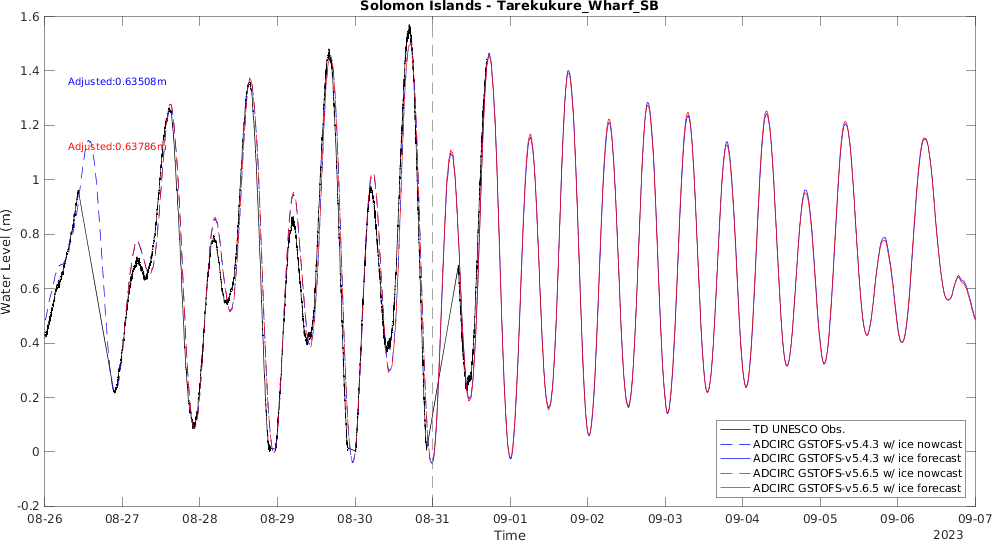 Solomon Islands - Tarekukure_Wharf_SB
1.6
1.4
1.2
1
0.8
0.6
0.4
0.2
0
-0.2
Water Level (m)
Adjusted:0.63508m
Adjusted:0.63786m
TD UNESCO Obs.
ADCIRC GSTOFS-v5.4.3 w/ ice nowcast
ADCIRC GSTOFS-v5.4.3 w/ ice forecast
ADCIRC GSTOFS-v5.6.5 w/ ice nowcast
ADCIRC GSTOFS-v5.6.5 w/ ice forecast
08-26 08-27 08-28 08-29 08-30 08-31 09-01 09-02 09-03 09-04 09-05 09-06 09-07
Time
2023